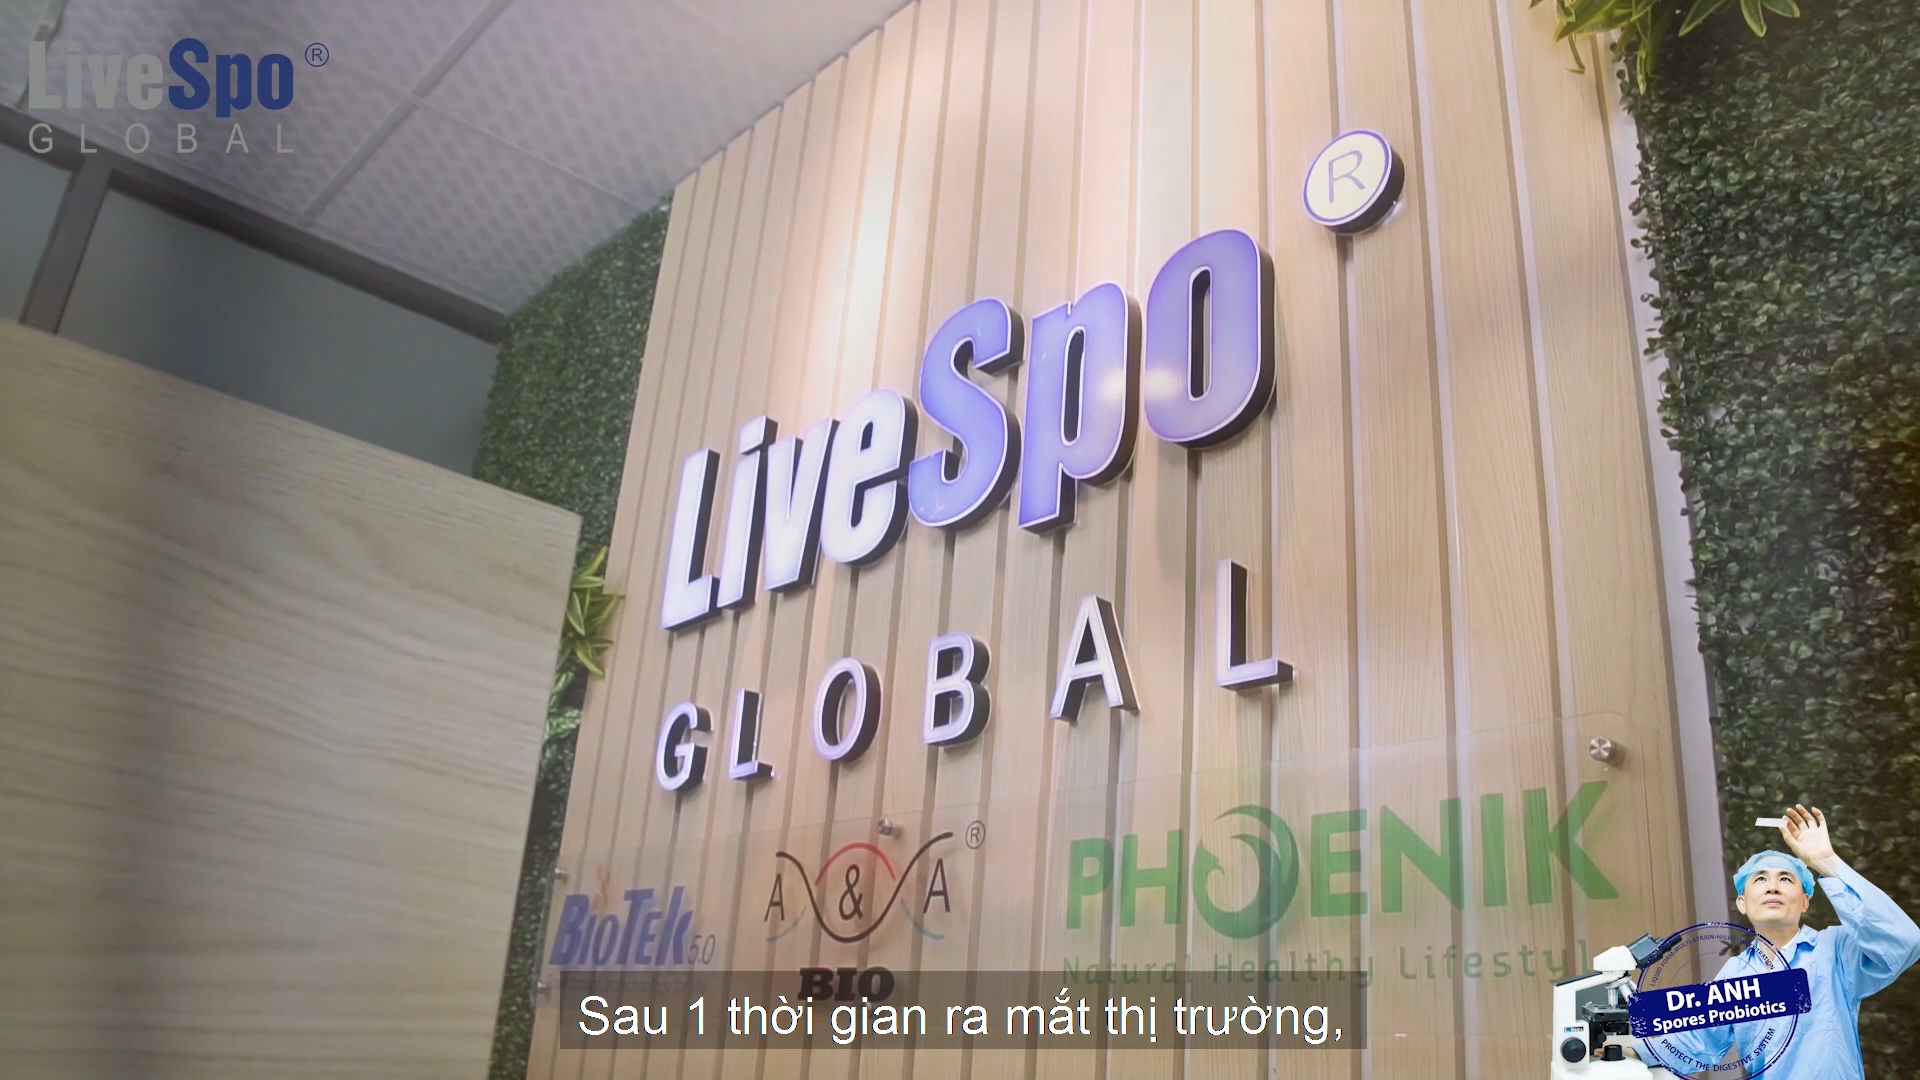 LiveSpo ®
GLOBAL
®
LiveSpo
GLOBAL
BioTek 5.0
A & A ®
BIO
PHOENIK
Natural Healthy Lifestyl
Sau 1 thời gian ra mắt thị trường,
Dr. ANH
Spores Probiotics
PROTECT THE DIGESTIVE SYSTEM